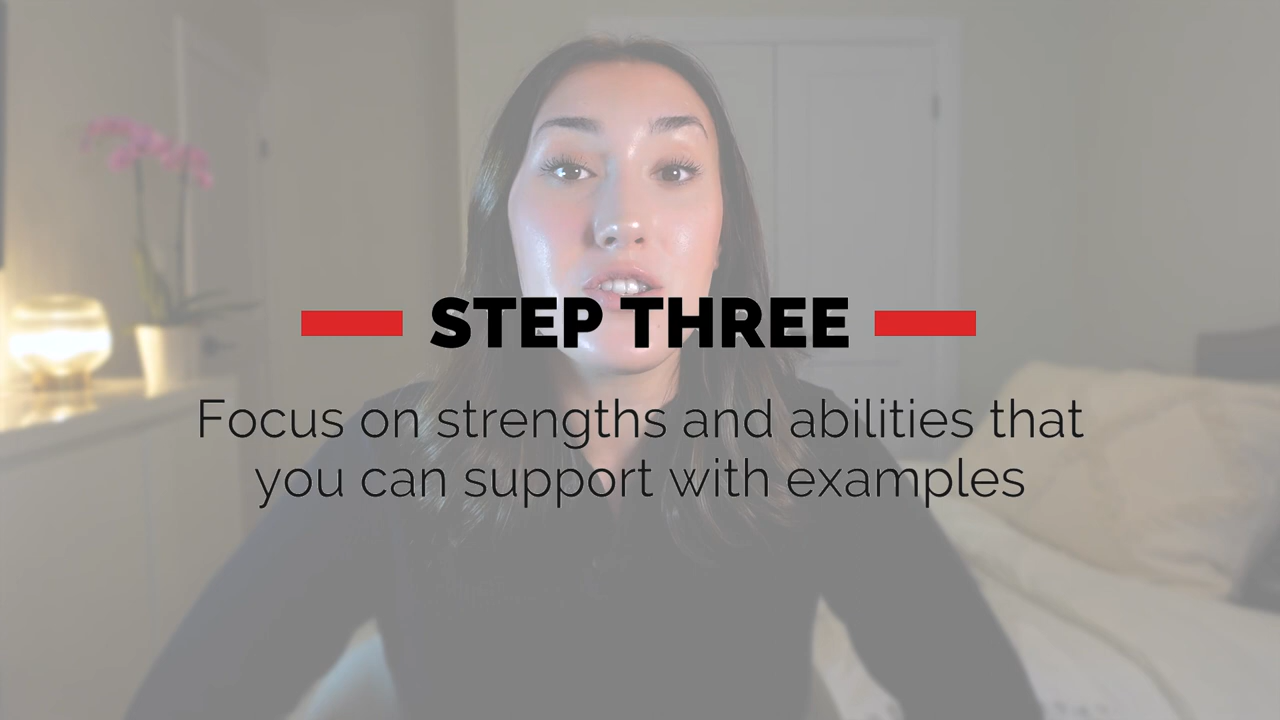 STEP THREE
Focus on strengths and abilities that
you can support with examples